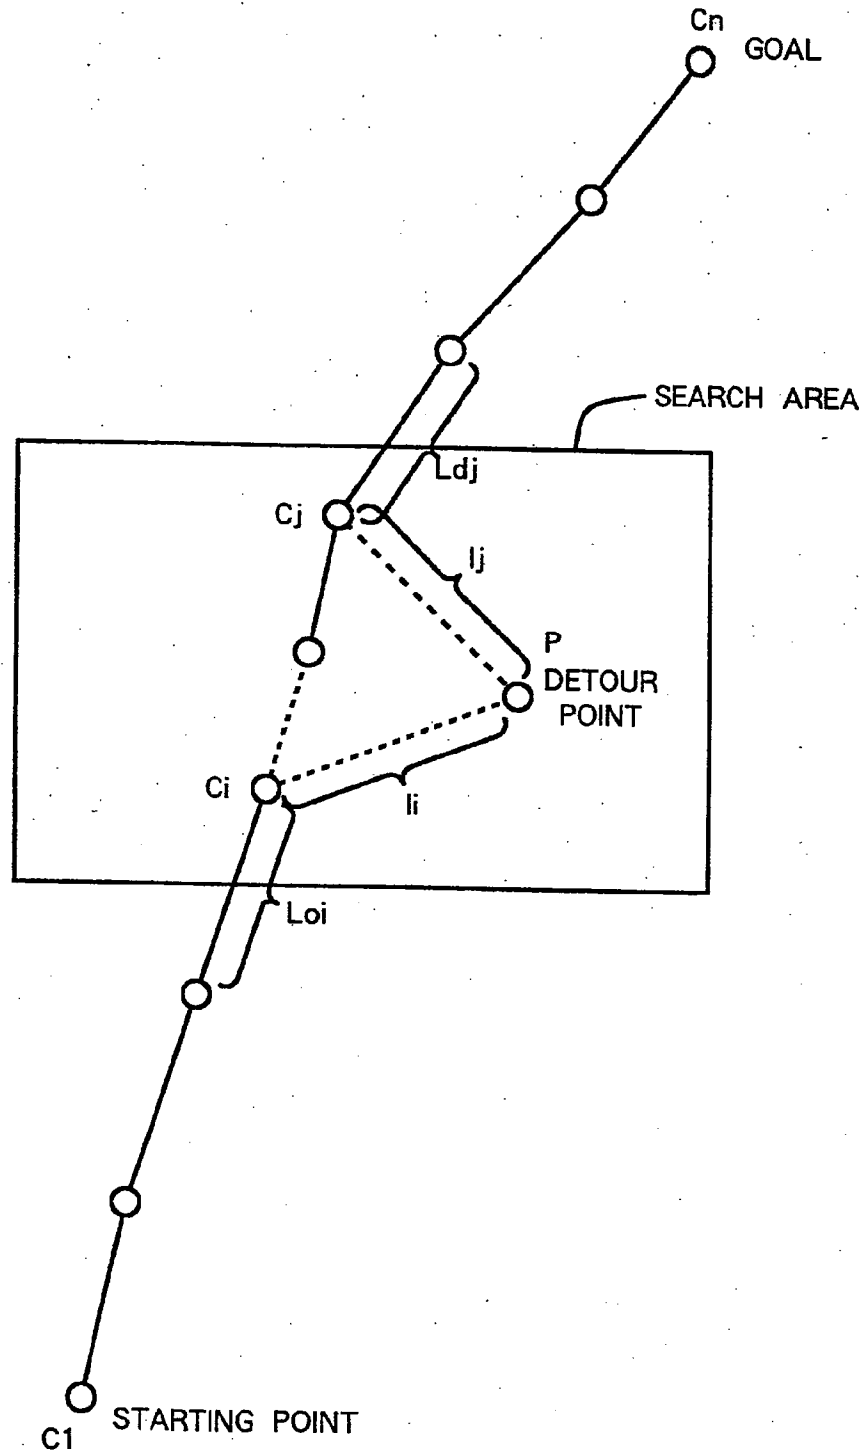 Cn
GOAL
SEARCH AREA
Ldj
Cj
lj
P
DETOUR
POINT
Ci
li
Loi
STARTING POINT
C1